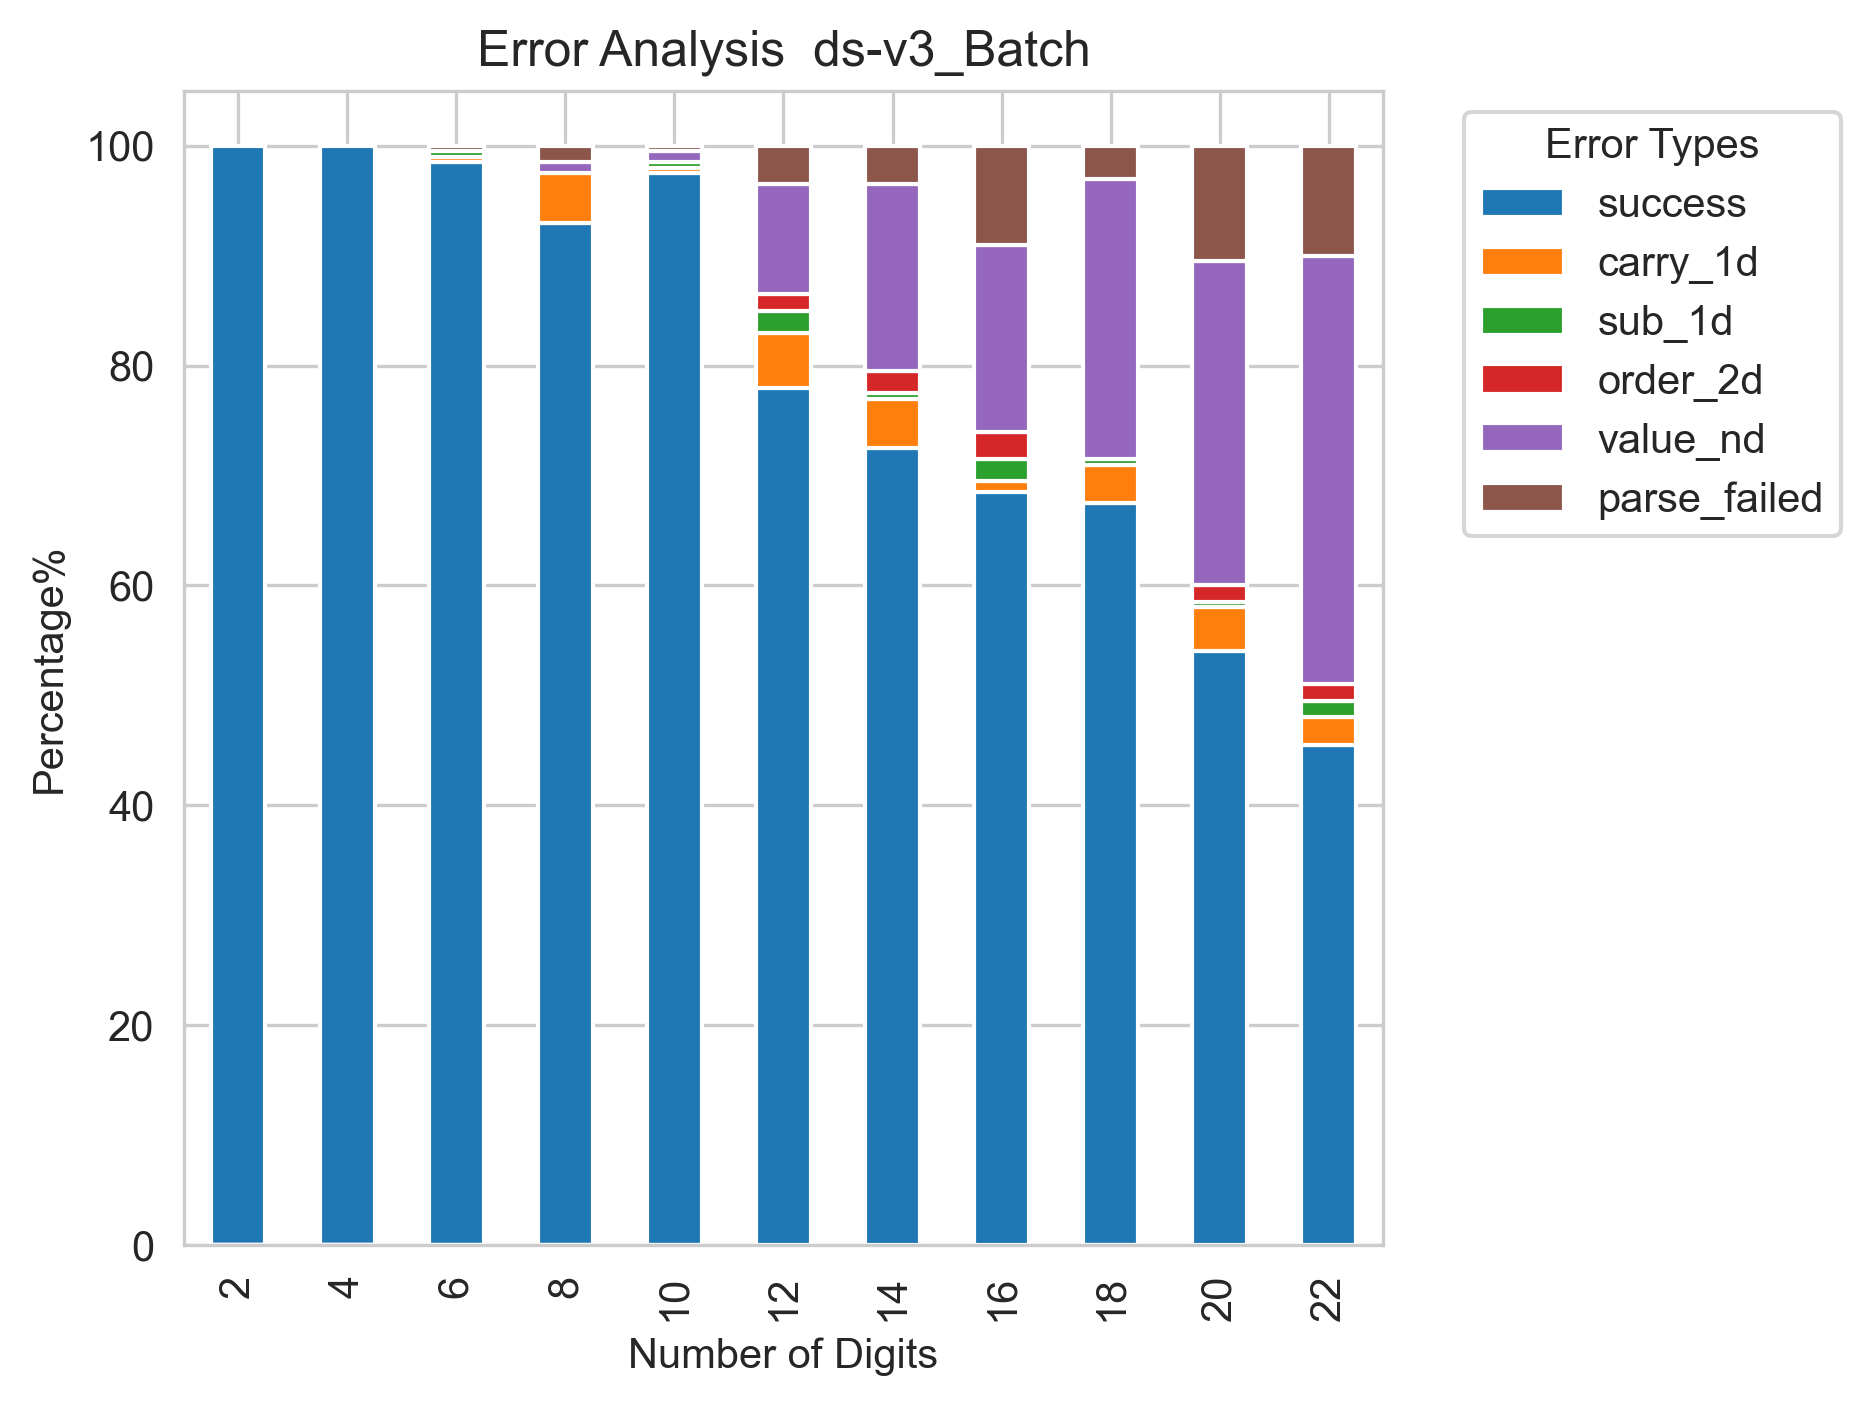 Error Analysis  ds-v3_Batch
Percentage%
100
80
60
40
20
0
2 4 6 8 10 12 14 16 18 20 22
Number of Digits
Error Types
success
carry_1d
sub_1d
order_2d
value_nd
parse_failed